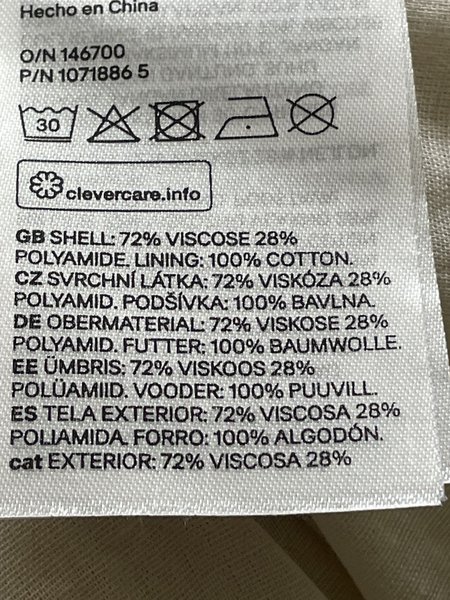 Hecho en China
O/N 146700
P/N 1071886 5
30
clevercare.info
GB SHELL: 72% VISCOSE 28%
POLYAMIDE. LINING: 100% COTTON.
CZ SVRCHNÍ LÁTKA: 72% VISKÓZA 28%
POLYAMID. PODŠÍVKA: 100% BAVLNA.
DE OBERMATERIAL: 72% VISKOSE 28%
POLYAMID. FUTTER: 100% BAUMWOLLE.
EE ÜMBRIS: 72% VISKOOS 28%
POLÜAMIID. VOODER: 100% PUUVILL.
ES TELA EXTERIOR: 72% VISCOSA 28%
POLIAMIDA. FORRO: 100% ALGODÓN.
cat EXTERIOR: 72% VISCOSA 28%